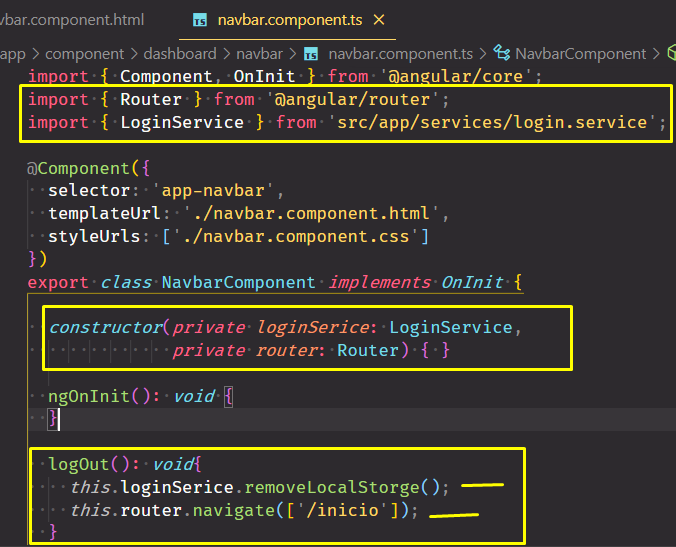 vbar.component.html
TS navbar.component.ts ×
app > component > dashboard > navbar > TS navbar.component.ts > NavbarComponent >
import { Component, OnInit } from '@angular/core';
import { Router } from '@angular/router';
import { LoginService } from 'src/app/services/login.service';
@Component({
selector: 'app-navbar',
templateUrl: './navbar.component.html',
styleUrls: ['./navbar.component.css']
})
export class NavbarComponent implements OnInit {
constructor(private loginSerice: LoginService,
private router: Router) { }
ngOnInit(): void {
}
logOut(): void{
this.loginSerice.removeLocalStorge();
this.router.navigate(['/inicio']);
}